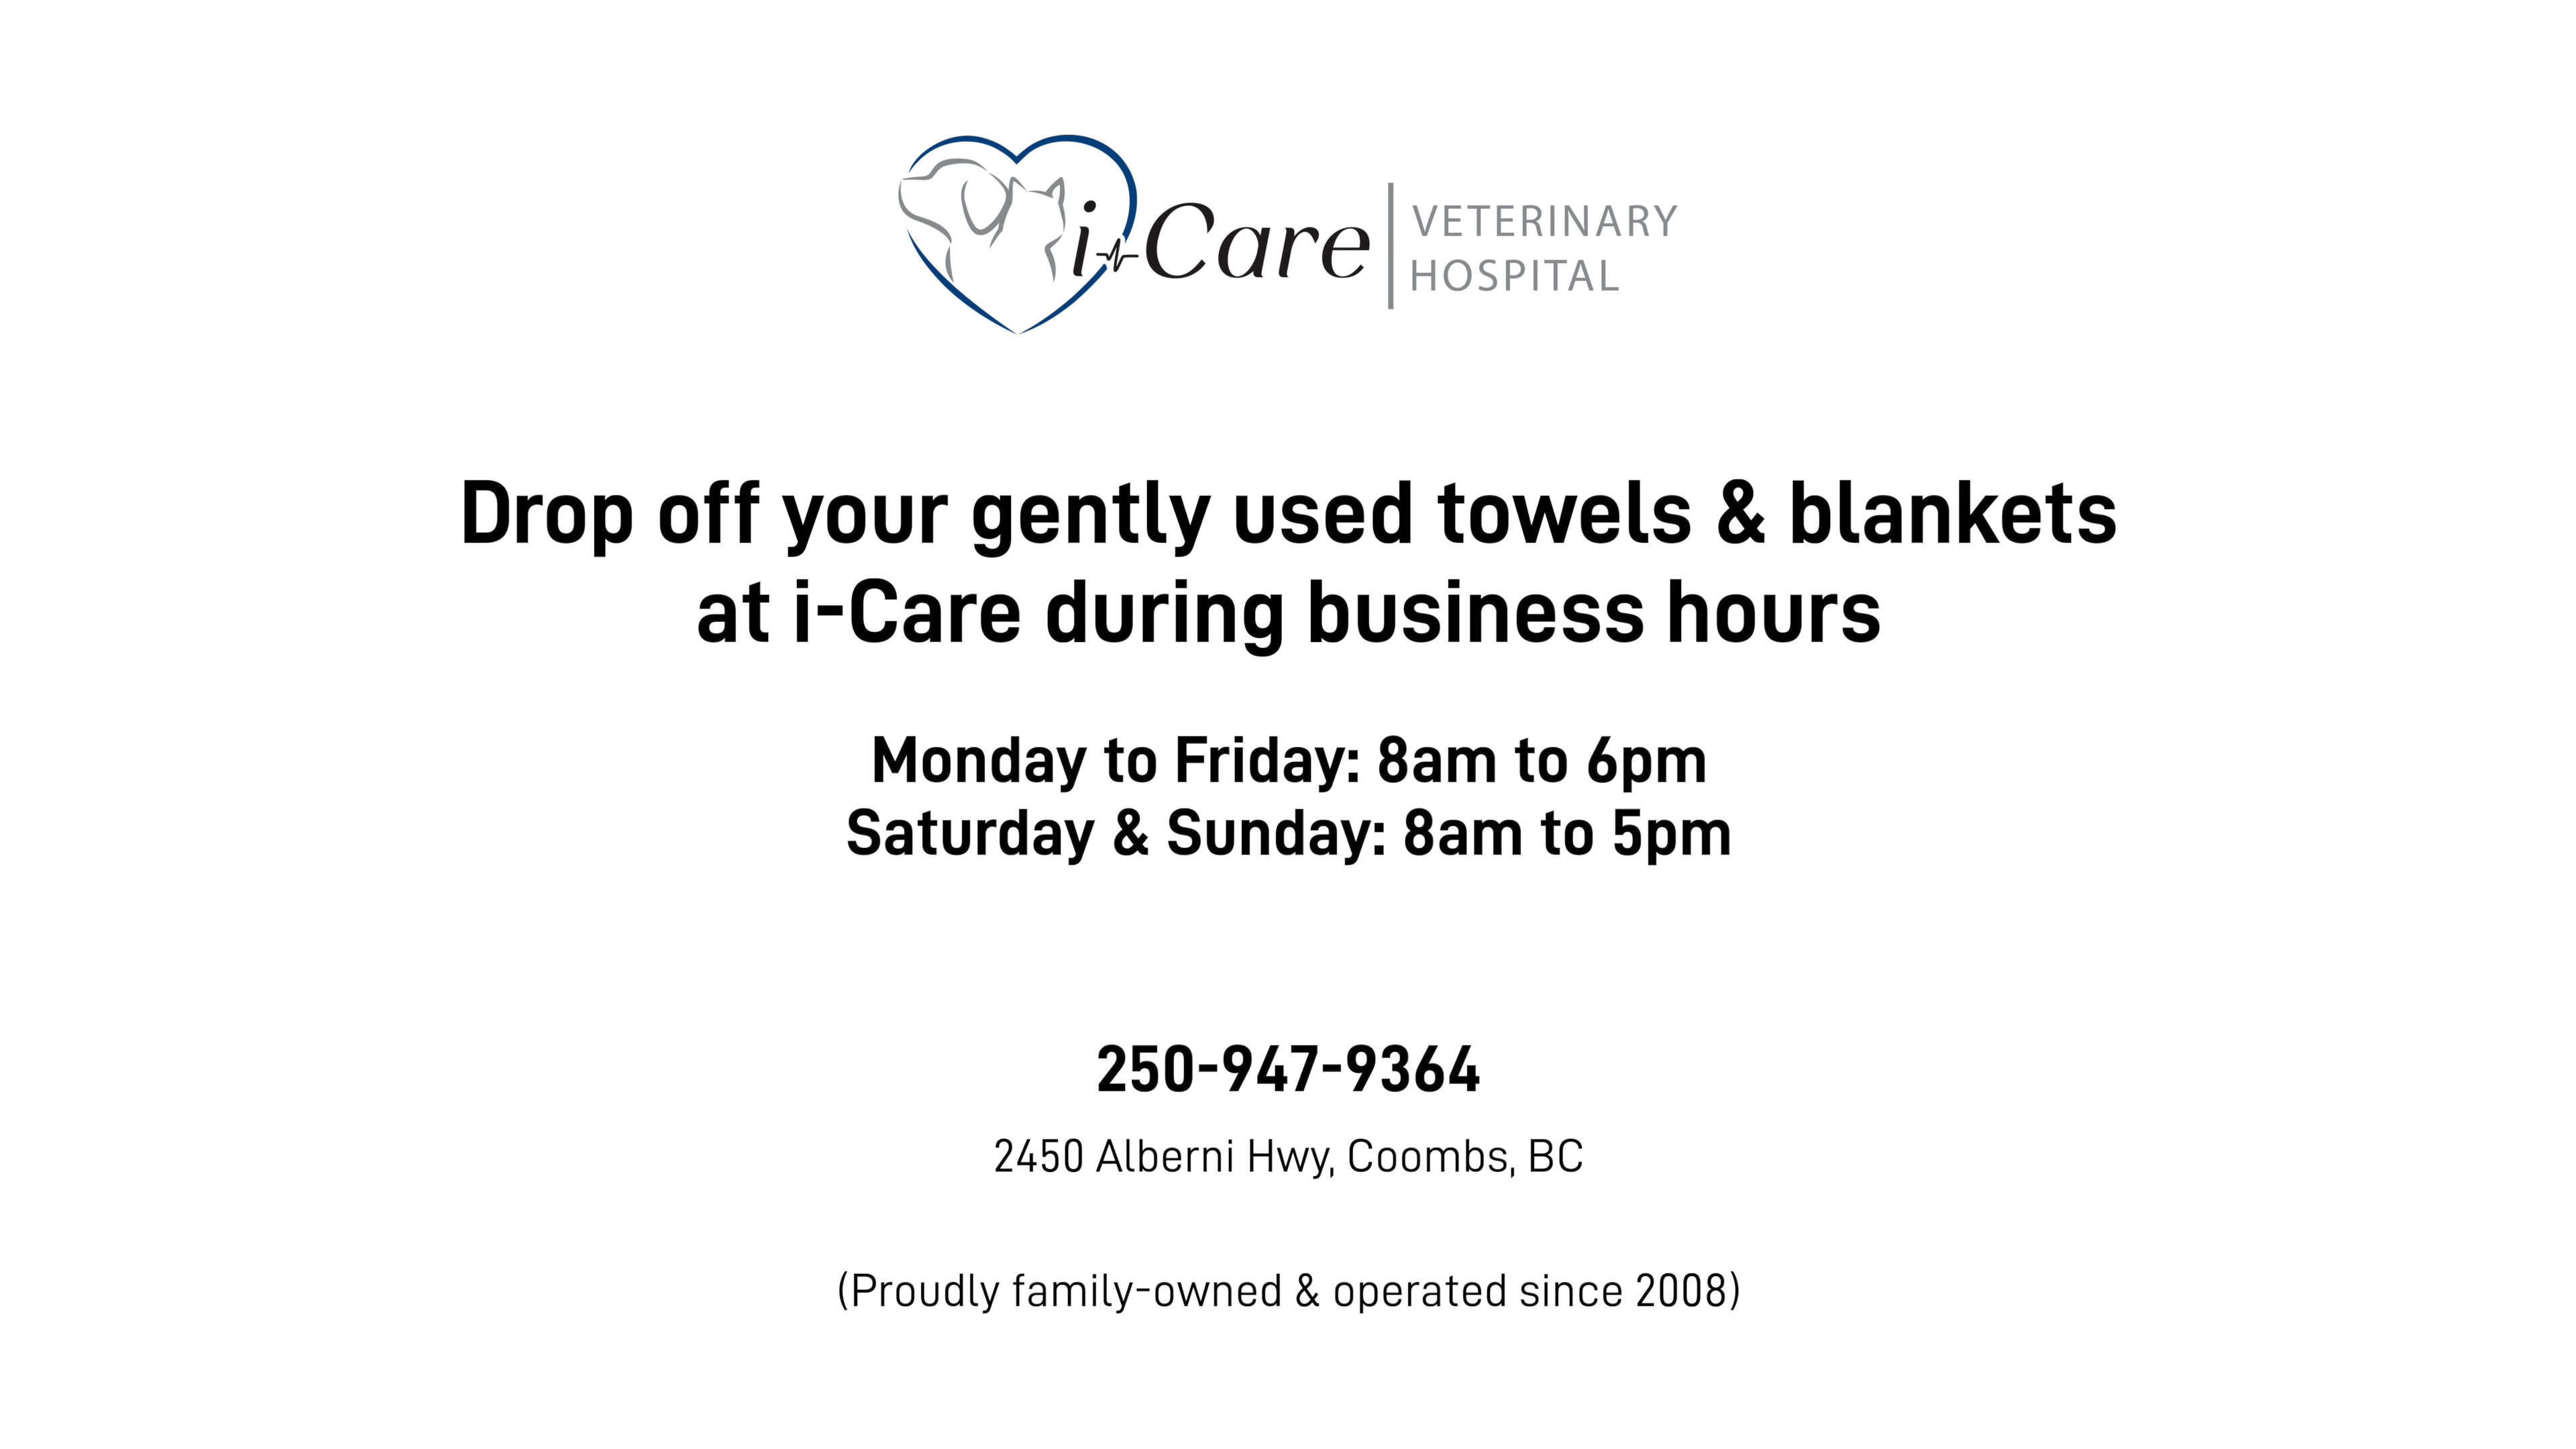 i-Care
VETERINARY
HOSPITAL
Drop off your gently used towels & blankets
at i-Care during business hours
Monday to Friday: 8am to 6pm
Saturday & Sunday: 8am to 5pm
250-947-9364
2450 Alberni Hwy, Coombs, BC
(Proudly family-owned & operated since 2008)